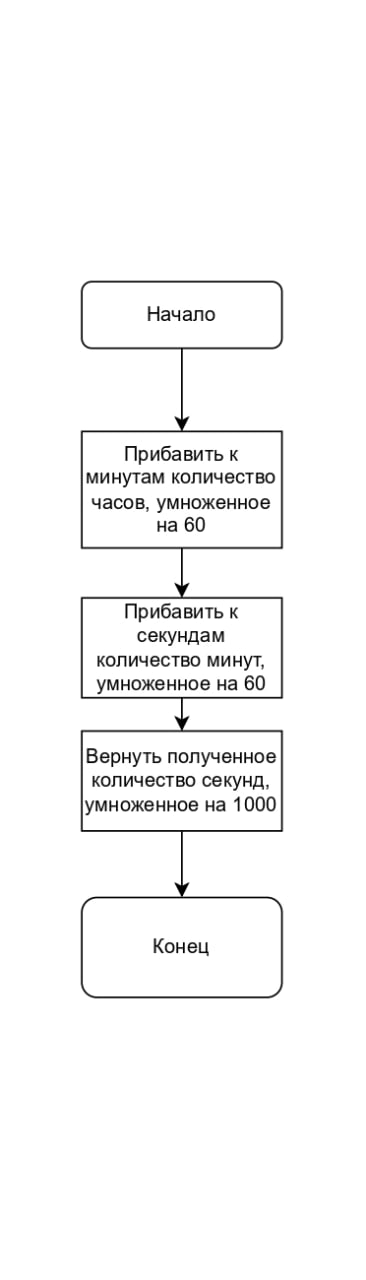 Начало
Прибавить к
минутам количество
часов, умноженное
на 60
Прибавить к
секундам
количество минут,
умноженное на 60
Вернуть полученное
количество секунд,
умноженное на 1000
Конец